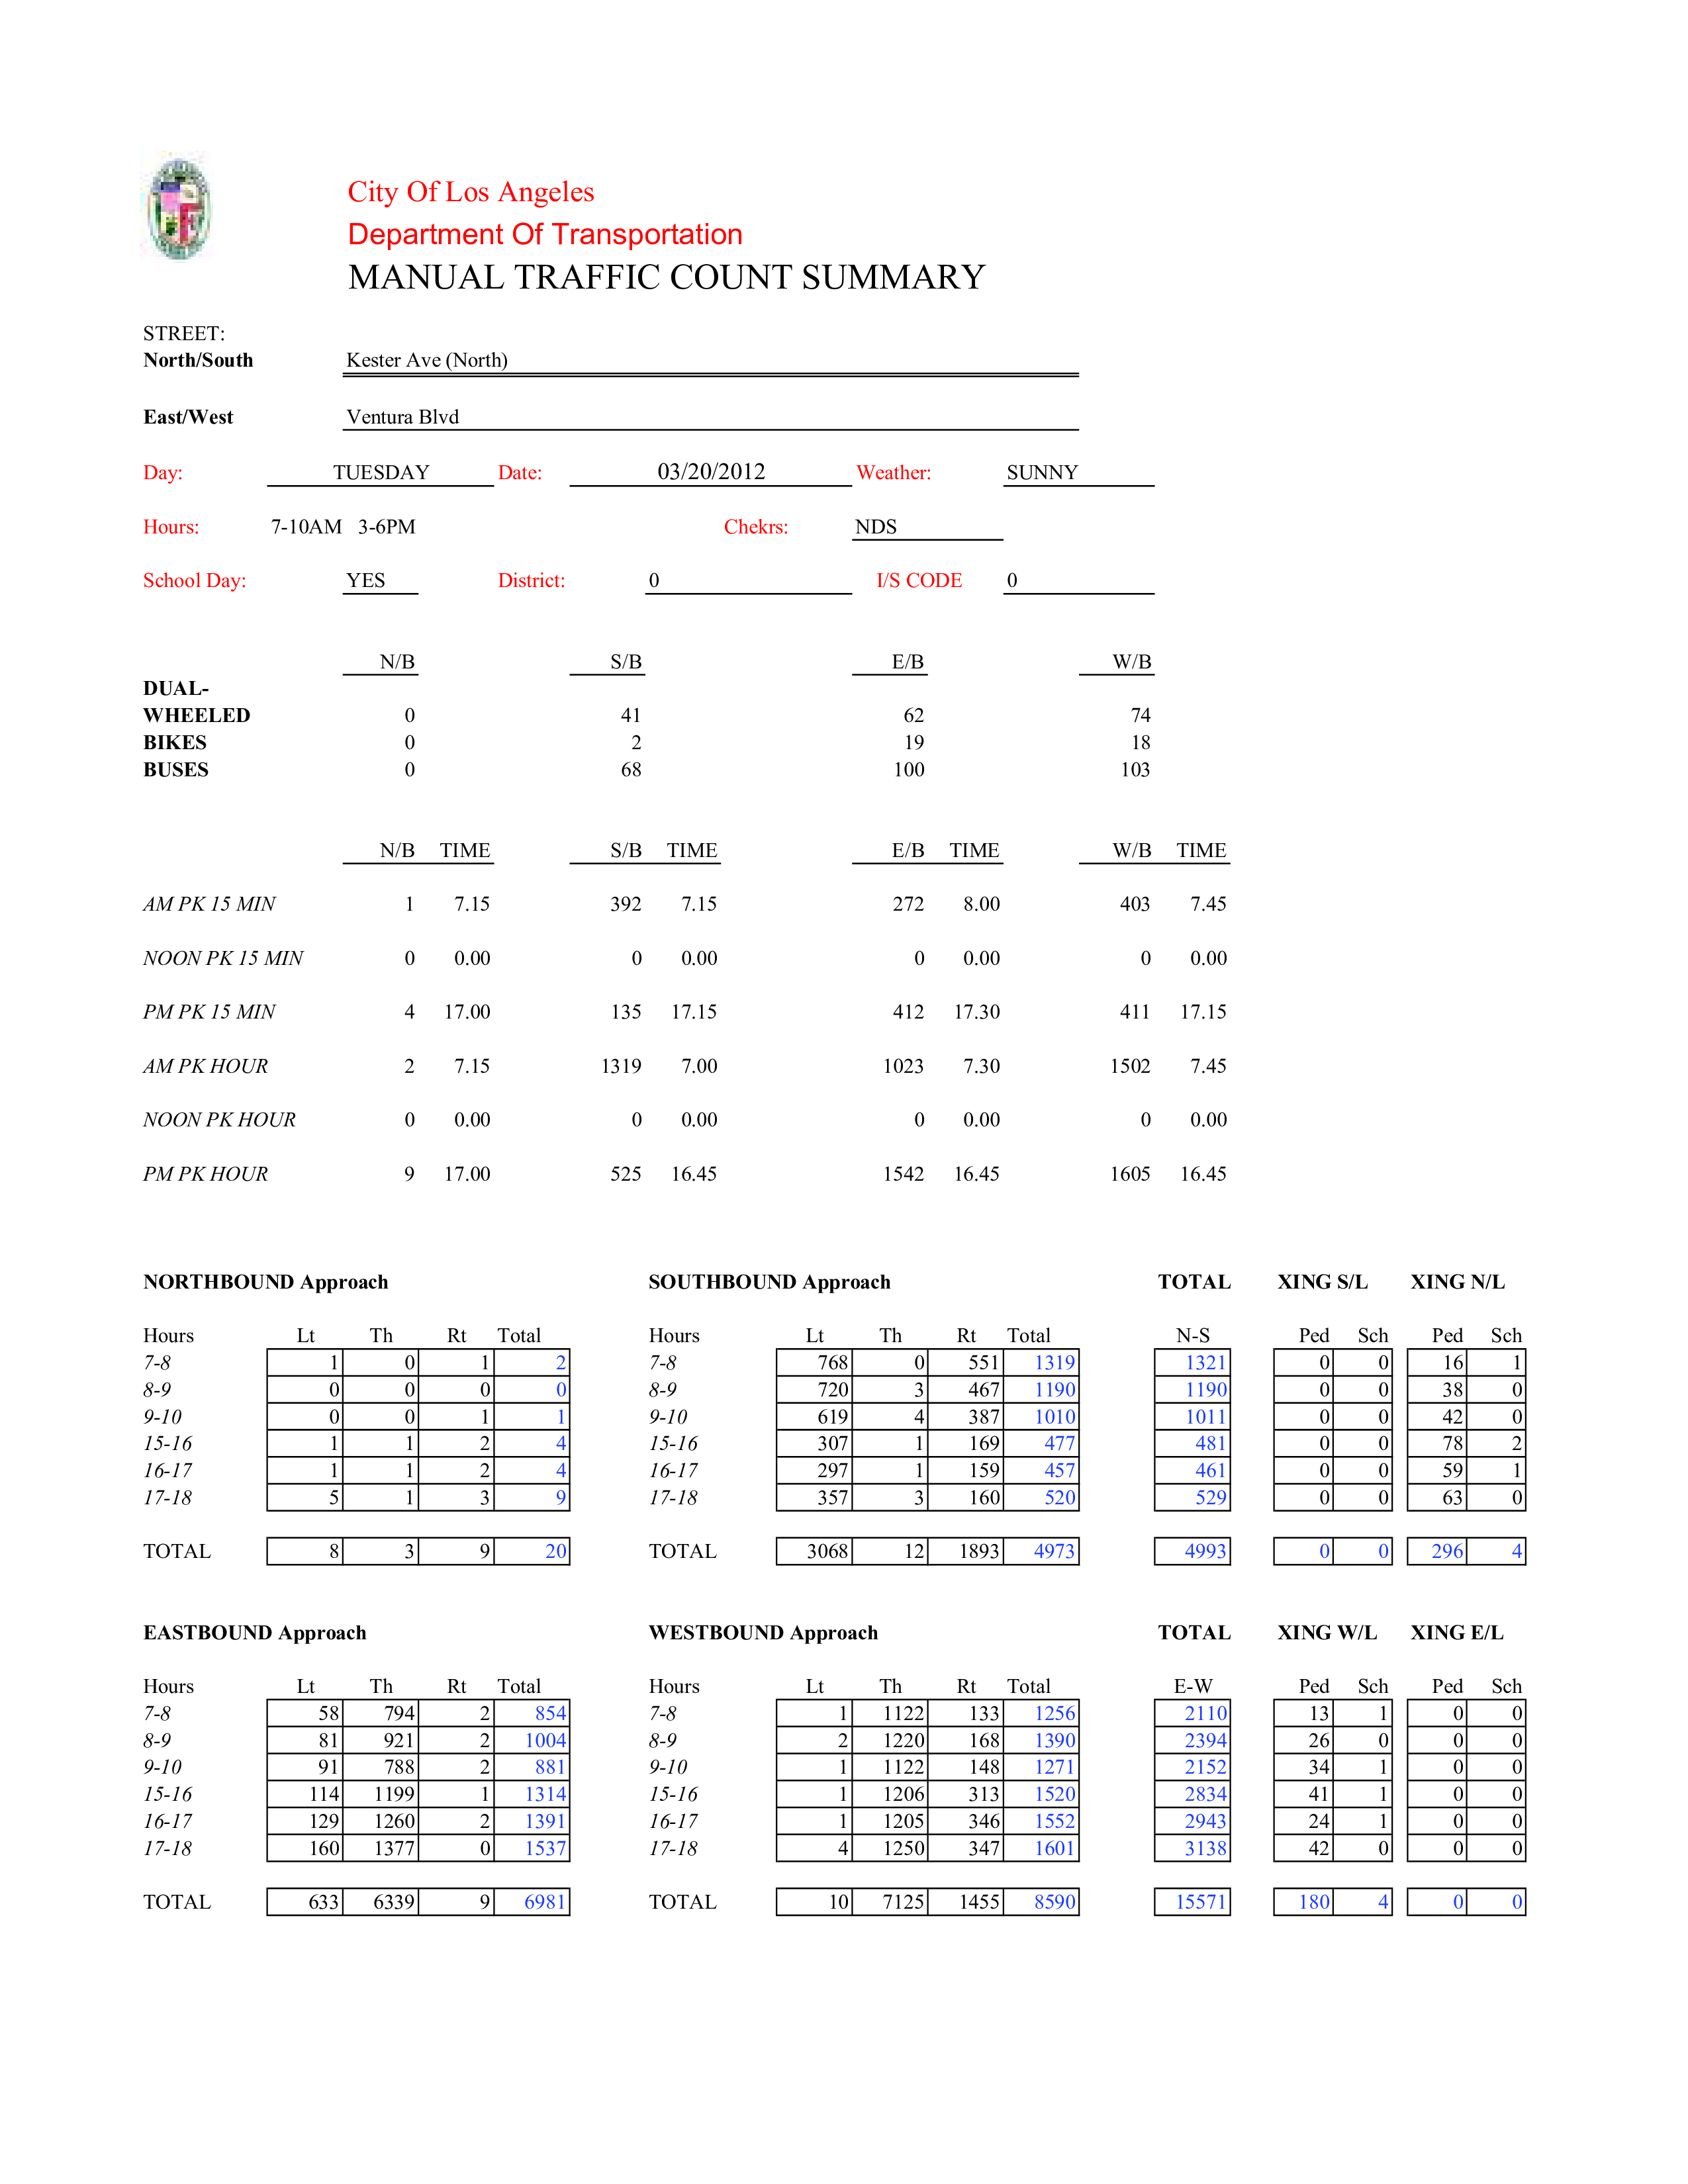 City Of Los Angeles
Department Of Transportation
MANUAL TRAFFIC COUNT SUMMARY
STREET:
North/South Kester Ave (North)
East/West Ventura Blvd
Day: TUESDAY Date: 03/20/2012 Weather: SUNNY
Hours: 7-10AM 3-6PM Chekrs: NDS
School Day: YES District: 0 I/S CODE 0
N/B S/B E/B W/B
DUAL-
WHEELED 0 41 62 74
BIKES 0 2 19 18
BUSES 0 68 100 103
N/B TIME S/B TIME E/B TIME W/B TIME
AM PK 15 MIN 1 7.15 392 7.15 272 8.00 403 7.45
NOON PK 15 MIN 0 0.00 0 0.00 0 0.00 0 0.00
PM PK 15 MIN 4 17.00 135 17.15 412 17.30 411 17.15
AM PK HOUR 2 7.15 1319 7.00 1023 7.30 1502 7.45
NOON PK HOUR 0 0.00 0 0.00 0 0.00 0 0.00
PM PK HOUR 9 17.00 525 16.45 1542 16.45 1605 16.45
NORTHBOUND Approach SOUTHBOUND Approach TOTAL XING S/L XING N/L
Hours Lt Th Rt Total Hours Lt Th Rt Total N-S Ped Sch Ped Sch
7-8 1 0 1 2 7-8 768 0 551 1319 1321 0 0 16 1
8-9 0 0 0 0 8-9 720 3 467 1190 1190 0 0 38 0
9-10 0 0 1 1 9-10 619 4 387 1010 1011 0 0 42 0
15-16 1 1 2 4 15-16 307 1 169 477 481 0 0 78 2
16-17 1 1 2 4 16-17 297 1 159 457 461 0 0 59 1
17-18 5 1 3 9 17-18 357 3 160 520 529 0 0 63 0
TOTAL 8 3 9 20 TOTAL 3068 12 1893 4973 4993 0 0 296 4
EASTBOUND Approach WESTBOUND Approach TOTAL XING W/L XING E/L
Hours Lt Th Rt Total Hours Lt Th Rt Total E-W Ped Sch Ped Sch
7-8 58 794 2 854 7-8 1 1122 133 1256 2110 13 1 0 0
8-9 81 921 2 1004 8-9 2 1220 168 1390 2394 26 0 0 0
9-10 91 788 2 881 9-10 1 1122 148 1271 2152 34 1 0 0
15-16 114 1199 1 1314 15-16 1 1206 313 1520 2834 41 1 0 0
16-17 129 1260 2 1391 16-17 1 1205 346 1552 2943 24 1 0 0
17-18 160 1377 0 1537 17-18 4 1250 347 1601 3138 42 0 0 0
TOTAL 633 6339 9 6981 TOTAL 10 7125 1455 8590 15571 180 4 0 0